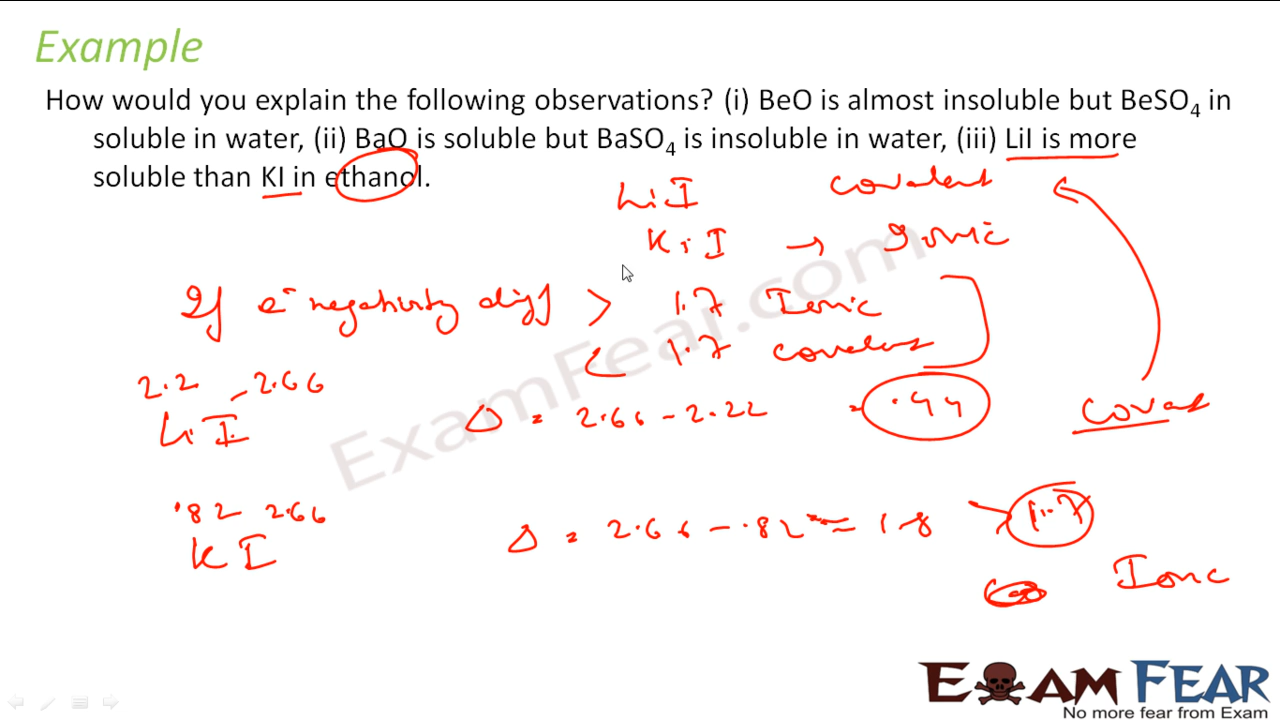 Example
How would you explain the following observations? (i) BeO is almost insoluble but BeSO4 in
soluble in water, (ii) BaO is soluble but BaSO4 is insoluble in water, (iii) LiI is more
soluble than KI in ethanol.
LiI covalent
KI → Ionic
If e- negativity diff > 1.7 Ionic
< 1.7 covalent
2.2 - 2.66
LiI Δ = 2.66 - 2.22 = .44 covalent
.82 2.66
KI Δ = 2.66 - .82 = 1.8 > 1.7
Ionic
ExamFear.com
EXAM FEAR
No more fear from Exam